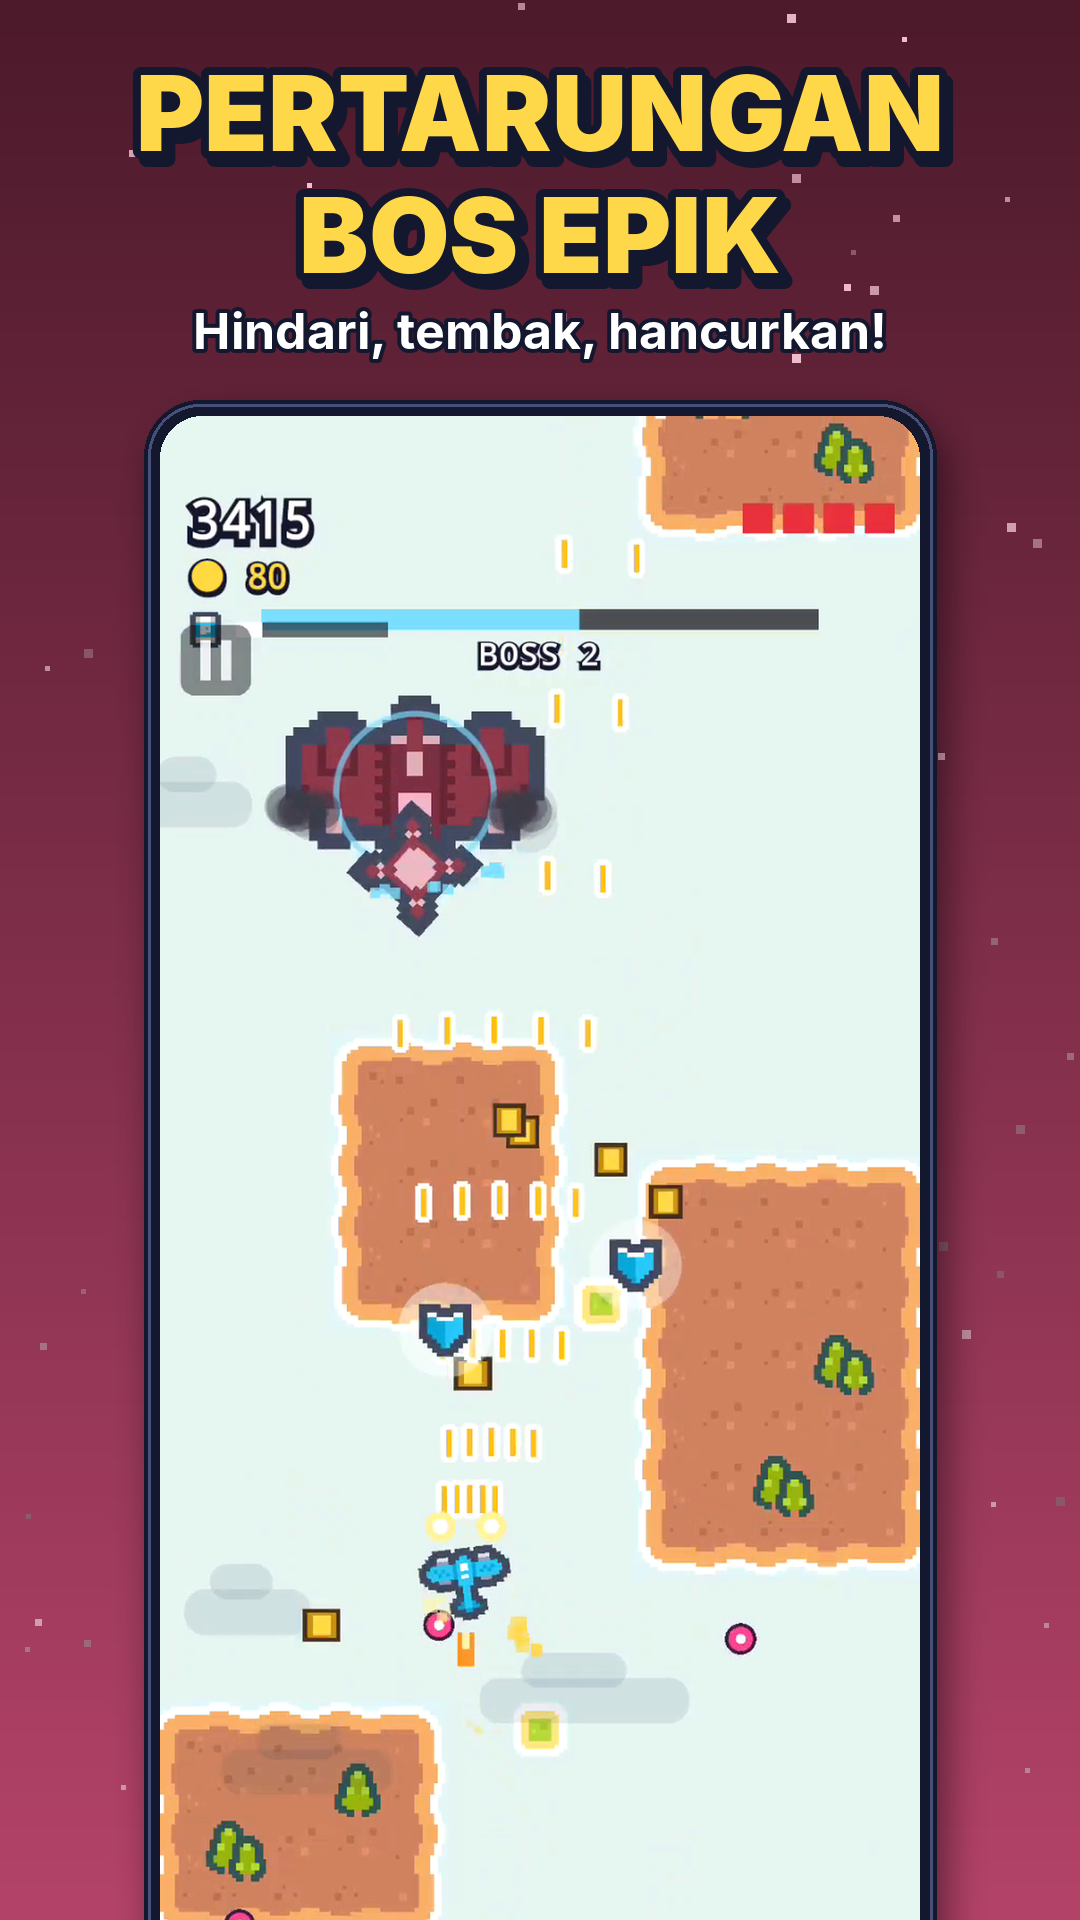 PERTARUNGAN
BOS EPIK
Hindari, tembak, hancurkan!
3415
80
BOSS 2